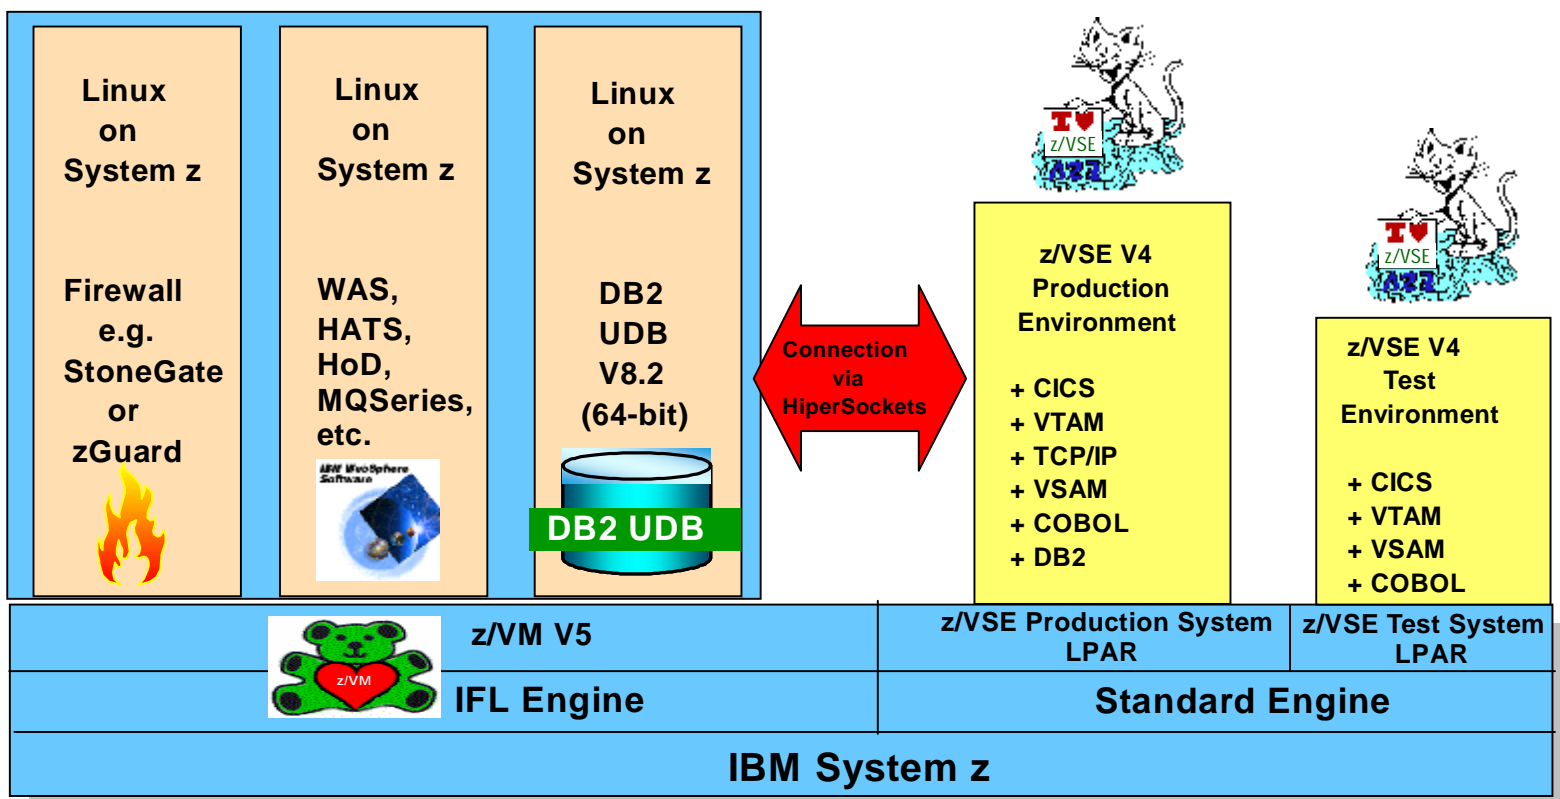 Linux
on
System z
Firewall
e.g.
StoneGate
or
zGuard
Linux
on
System z
WAS,
HATS,
HoD,
MQSeries,
etc.
IBM WebSphere
Software
Linux
on
System z
DB2
UDB
V8.2
(64-bit)
DB2 UDB
Connection
via
HiperSockets
I
z/VSE
z/VSE V4
Production
Environment
+ CICS
+ VTAM
+ TCP/IP
+ VSAM
+ COBOL
+ DB2
I
z/VSE
z/VSE V4
Test
Environment
+ CICS
+ VTAM
+ VSAM
+ COBOL
z/VM V5
z/VM
z/VSE Production System
LPAR
z/VSE Test System
LPAR
IFL Engine
Standard Engine
IBM System z